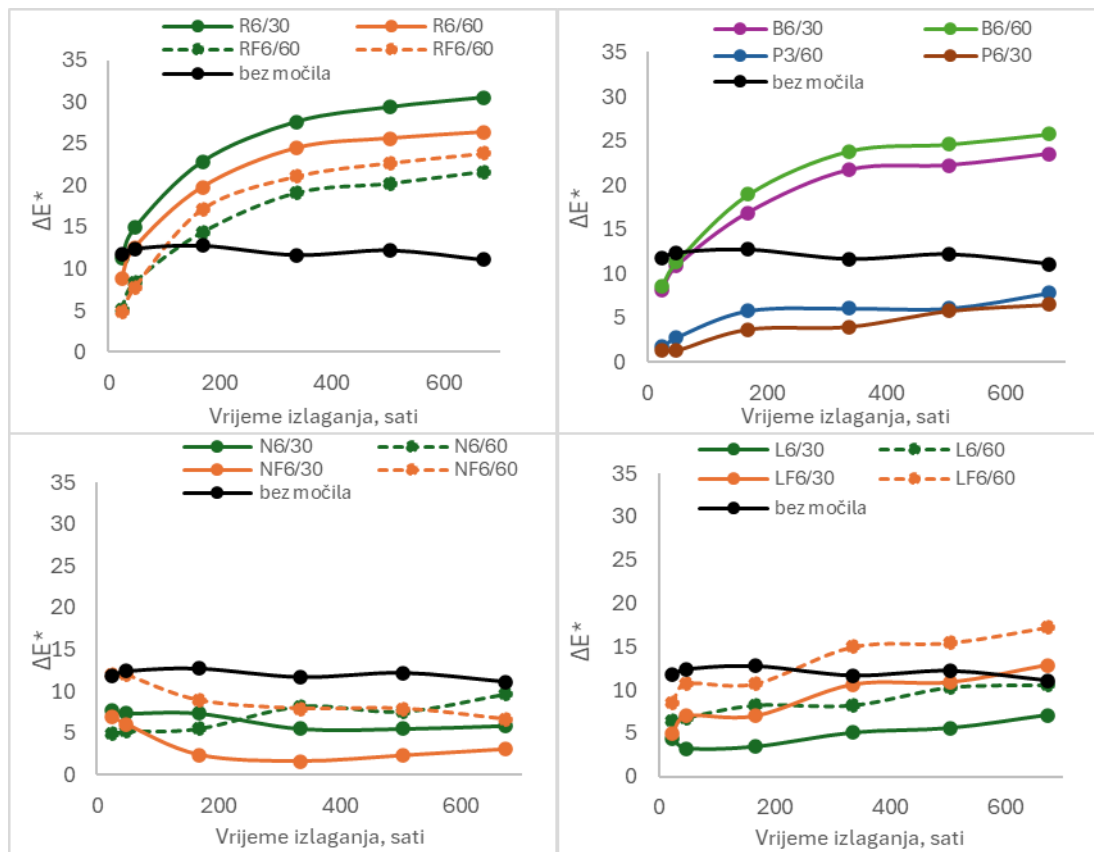 R6/30 R6/60
RF6/60 RF6/60
bez močila
35
30
25
20
15
10
5
0
ΔE*
0 200 400 600
Vrijeme izlaganja, sati
B6/30 B6/60
P3/60 P6/30
bez močila
35
30
25
20
15
10
5
0
ΔE*
0 200 400 600
Vrijeme izlaganja, sati
N6/30 N6/60
NF6/30 NF6/60
bez močila
35
30
25
20
15
10
5
0
ΔE*
0 200 400 600
Vrijeme izlaganja, sati
L6/30 L6/60
LF6/30 LF6/60
bez močila
35
30
25
20
15
10
5
0
ΔE*
0 200 400 600
Vrijeme izlaganja, sati